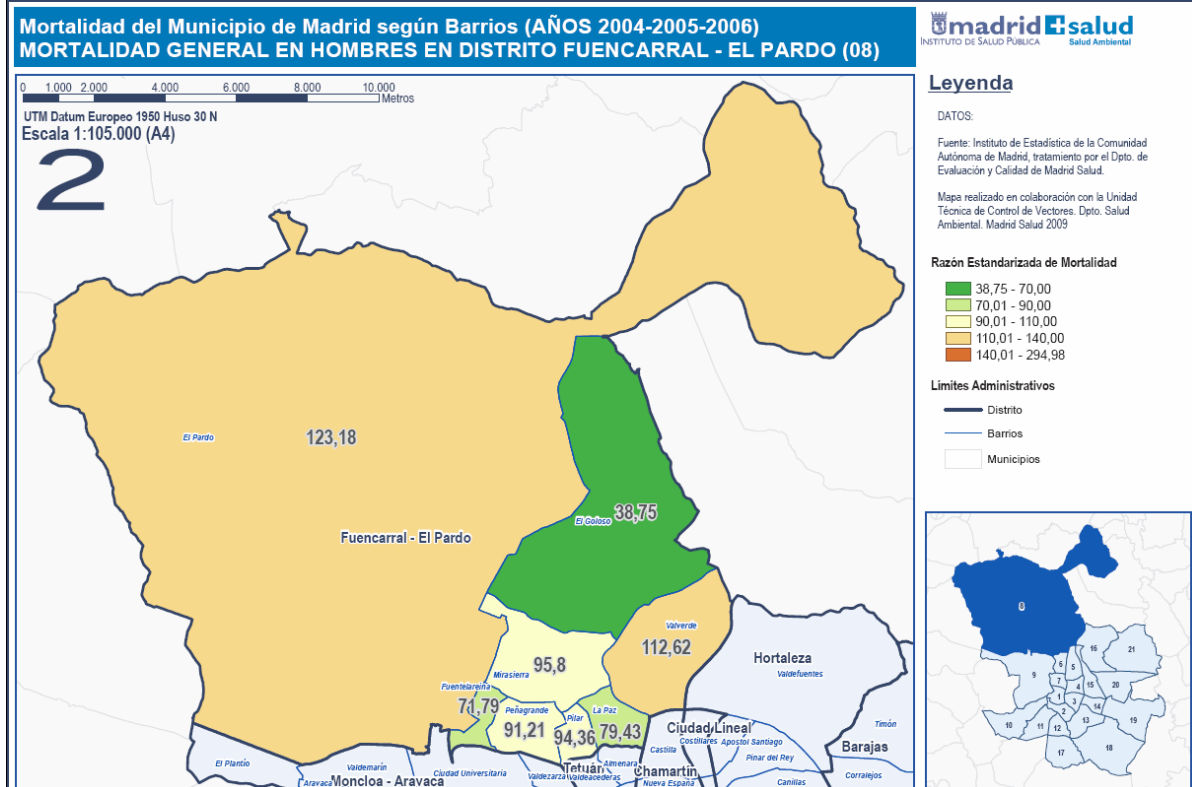 Mortalidad del Municipio de Madrid según Barrios (AÑOS 2004-2005-2006)
MORTALIDAD GENERAL EN HOMBRES EN DISTRITO FUENCARRAL - EL PARDO (08)
madrid salud
INSTITUTO DE SALUD PÚBLICA Salud Ambiental
0 1.000 2.000 4.000 6.000 8.000 10.000
Metros
UTM Datum Europeo 1950 Huso 30 N
Escala 1:105.000 (A4)
2
El Pardo
123,18
Fuencarral - El Pardo
El Goloso
38,75
Valverde
112,62
Mirasierra
95,8
Fuentelareina
71,79
Peñagrande
91,21
Pilar
94,36
La Paz
79,43
Hortaleza
Valdefuentes
Ciudad Lineal
Costillares
Apostol Santiago
Castilla
Pinar del Rey
Timón
Barajas
Corralejos
Canillas
Tetuán
Almenara
Chamartín
Nueva España
Valdezarza
Valdeacederas
Ciudad Universitaria
Valdemarín
El Plantío
Aravaca
Moncloa - Aravaca
Leyenda
DATOS:
Fuente: Instituto de Estadística de la Comunidad
Autónoma de Madrid, tratamiento por el Dpto. de
Evaluación y Calidad de Madrid Salud.
Mapa realizado en colaboración con la Unidad
Técnica de Control de Vectores. Dpto. Salud
Ambiental. Madrid Salud 2009
Razón Estandarizada de Mortalidad
38,75 - 70,00
70,01 - 90,00
90,01 - 110,00
110,01 - 140,00
140,01 - 294,98
Limites Administrativos
Distrito
Barrios
Municipios
8
16
21
6
5
9
7
4
15
20
1
3
14
2
10
11
12
13
19
17
18